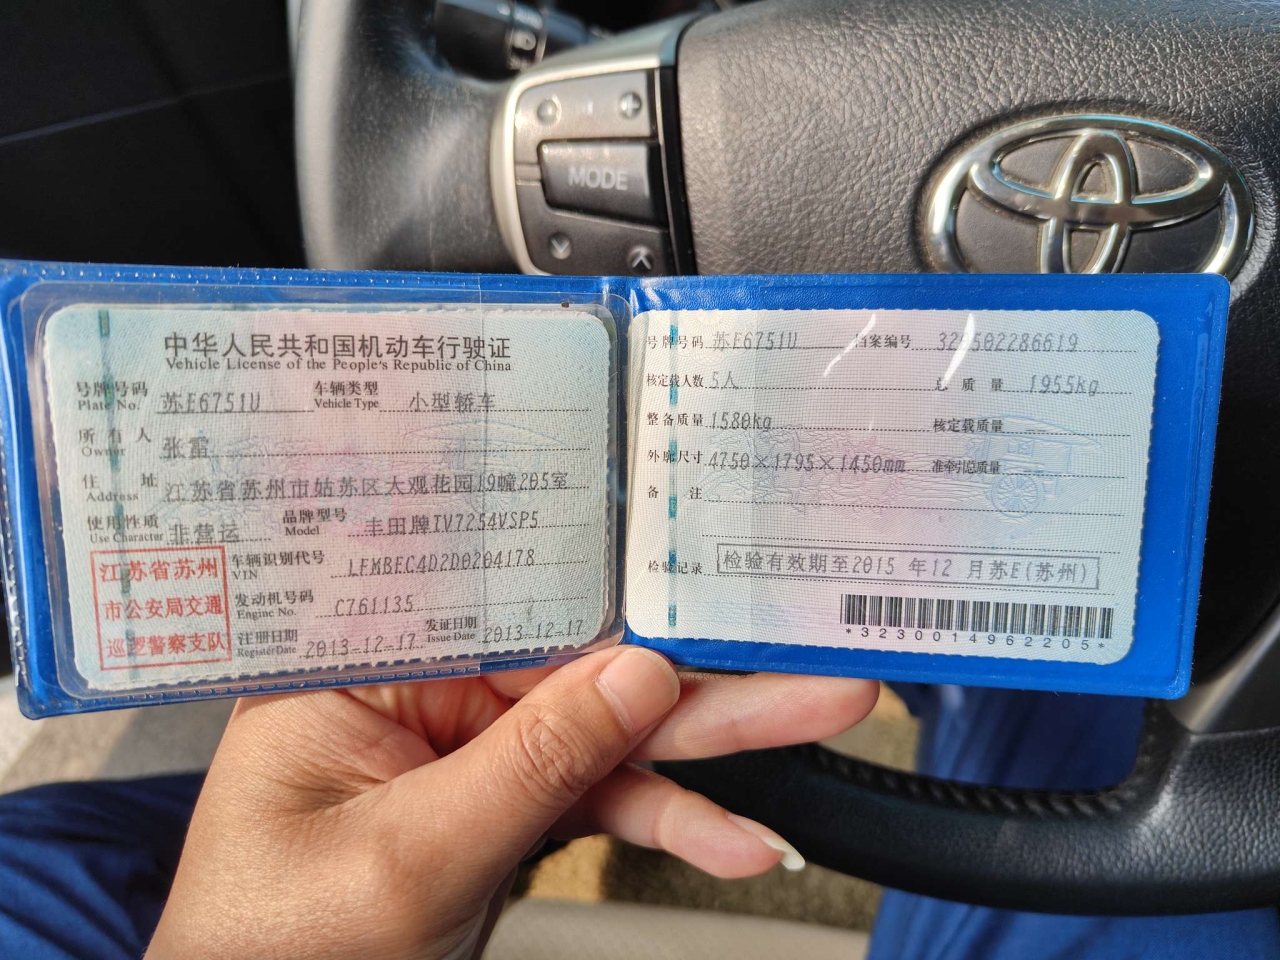 MODE
中华人民共和国机动车行驶证
Vehicle License of the People's Republic of China
号牌号码 苏E6751U 车辆类型 小型轿车
Plate No. Vehicle Type
所有人 张雷
Owner
住址 江苏省苏州市姑苏区大观花园19幢205室
Address
使用性质 非营运 品牌型号 丰田牌TV7254VSP5
Use Character Model
江苏省苏州
市公安局交通
巡逻警察支队
车辆识别代号 LFMBEC4D2D0204178
VIN
发动机号码 C761135
Engine No.
注册日期 2013-12-17 发证日期 2013-12-17
Register Date Issue Date
号牌号码 苏E6751U 档案编号
核定载人数 5人 总质量 1955kg
整备质量 1580kg 核定载质量
外廓尺寸 4750×1795×1450mm 准牵引总质量
备注
检验记录 检验有效期至2015 年12 月苏E(苏州)
*3230014962205*